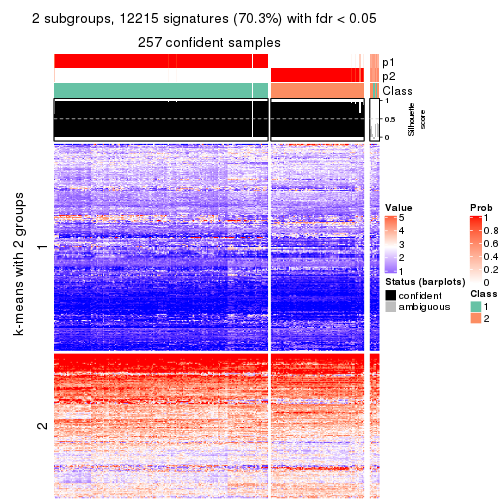 2 subgroups, 12215 signatures (70.3%) with fdr < 0.05
257 confident samples
p1
p2
Class
1
0.5
0
Silhouette
score
k-means with 2 groups
1
2
Value
5
4
3
2
1
Status (barplots)
confident
ambiguous
Prob
1
0.8
0.6
0.4
0.2
0
Class
1
2